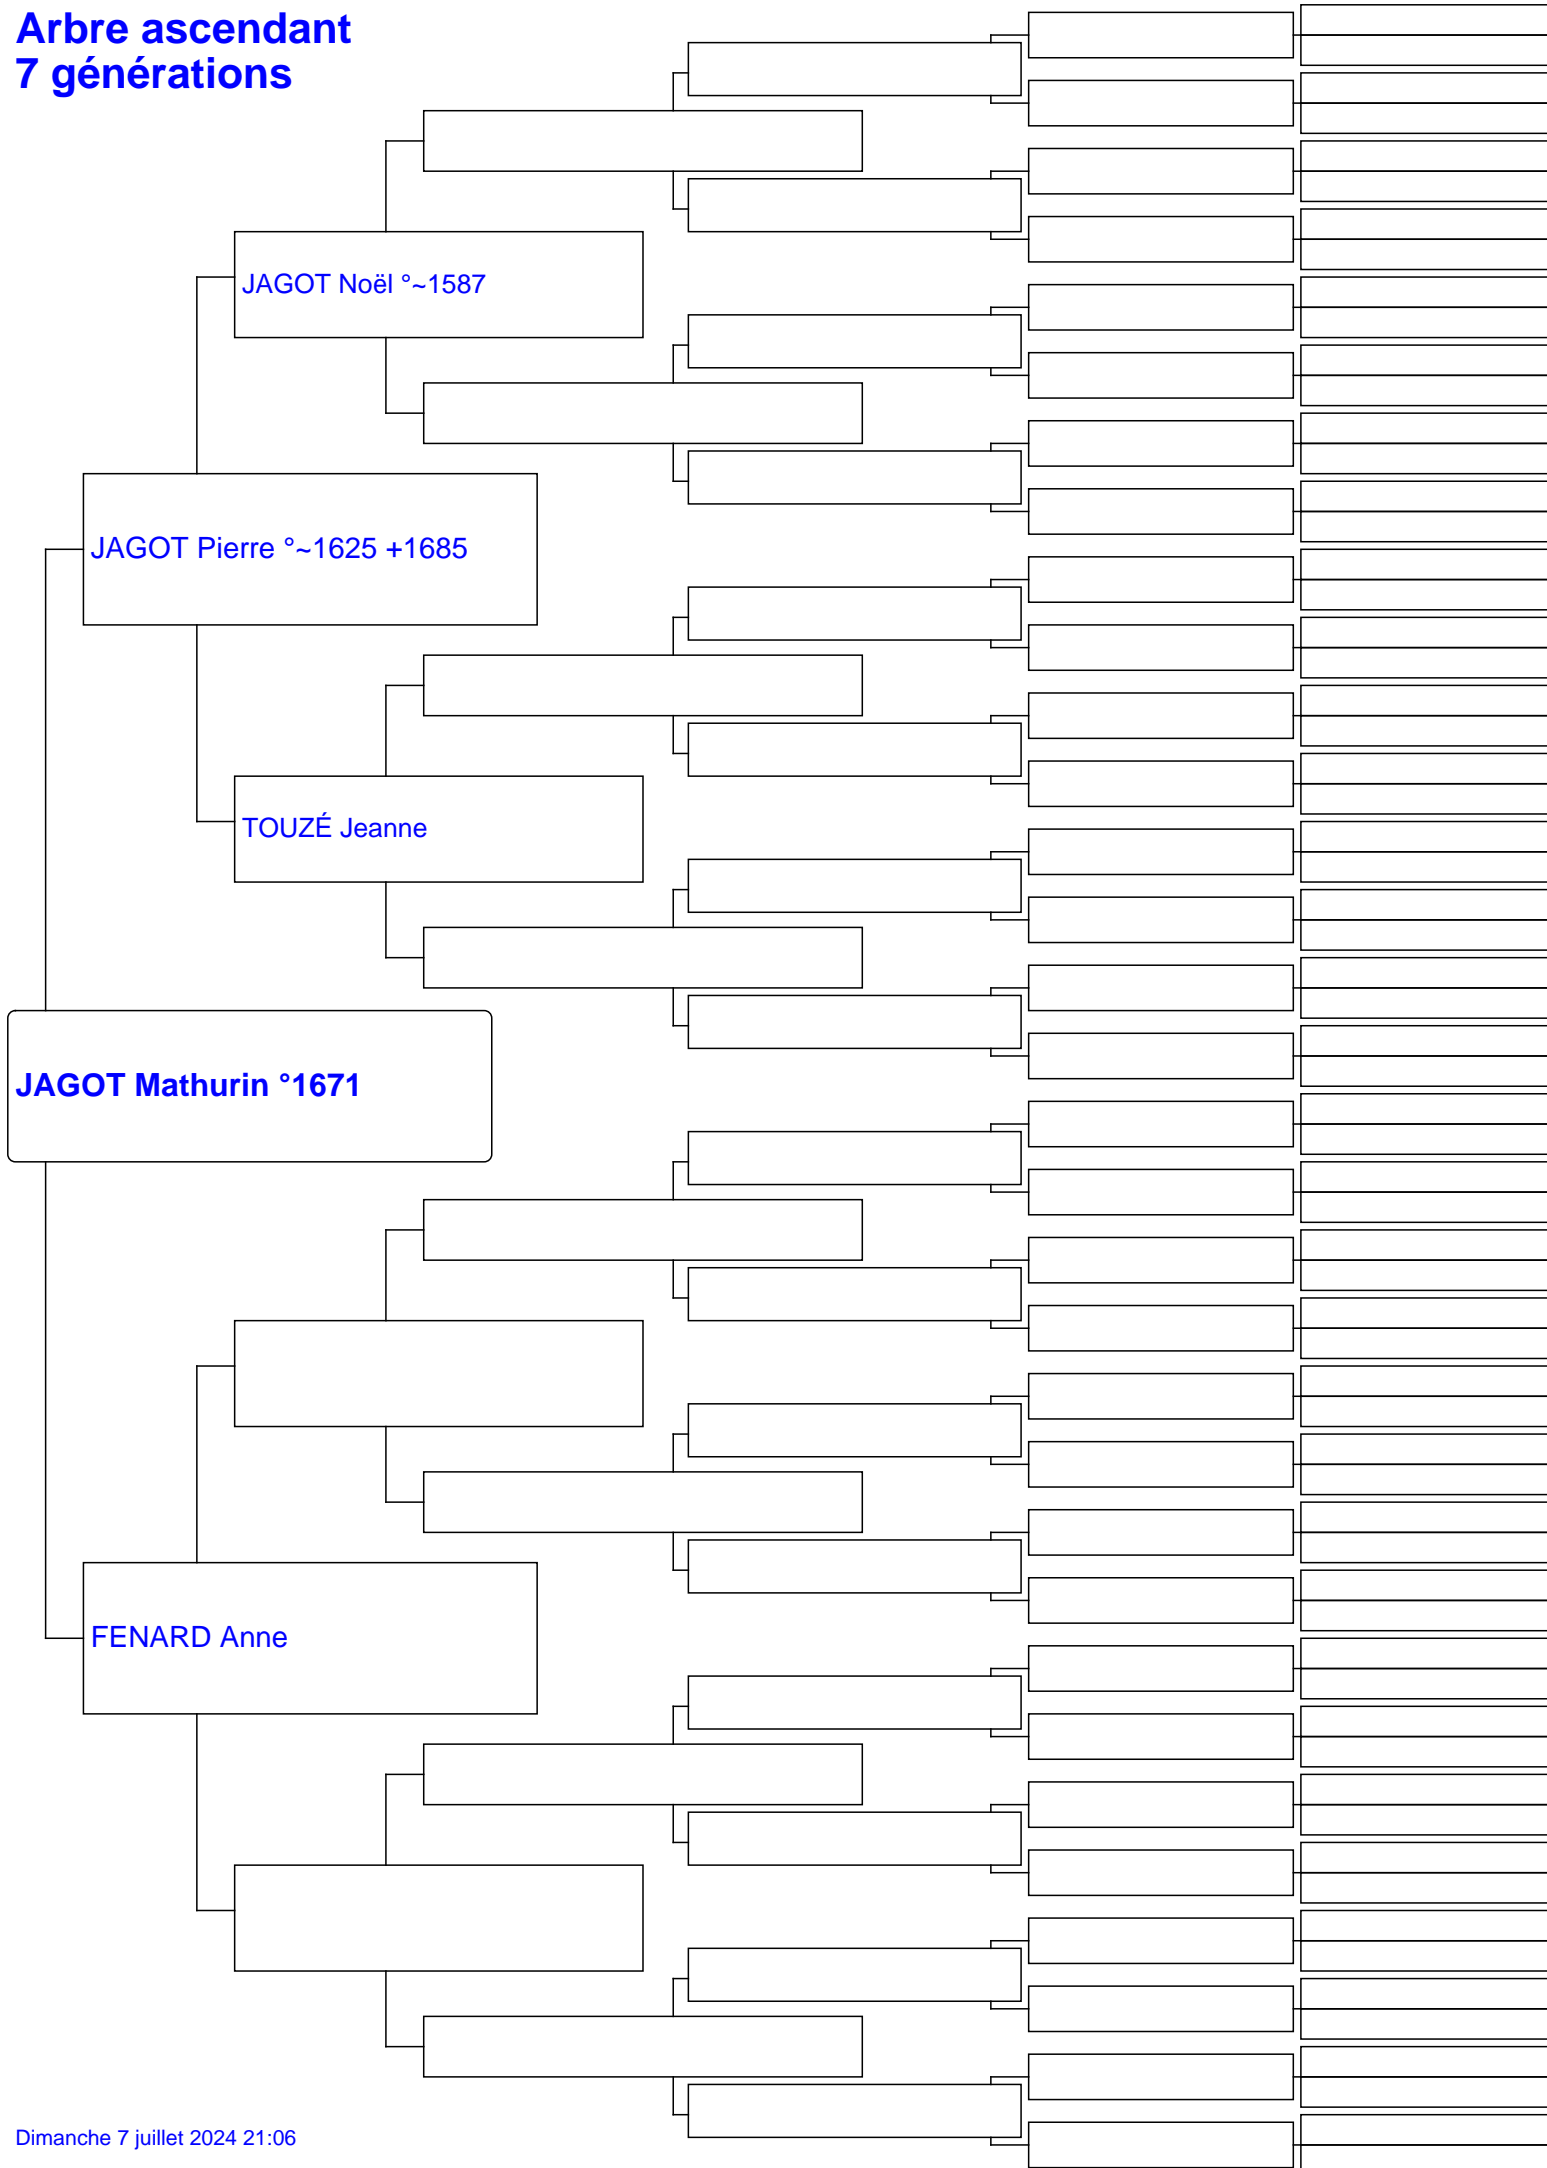 Arbre ascendant
7 générations
JAGOT Noël °~1587
JAGOT Pierre °~1625 +1685
TOUZÉ Jeanne
JAGOT Mathurin °1671
FENARD Anne
Dimanche 7 juillet 2024 21:06